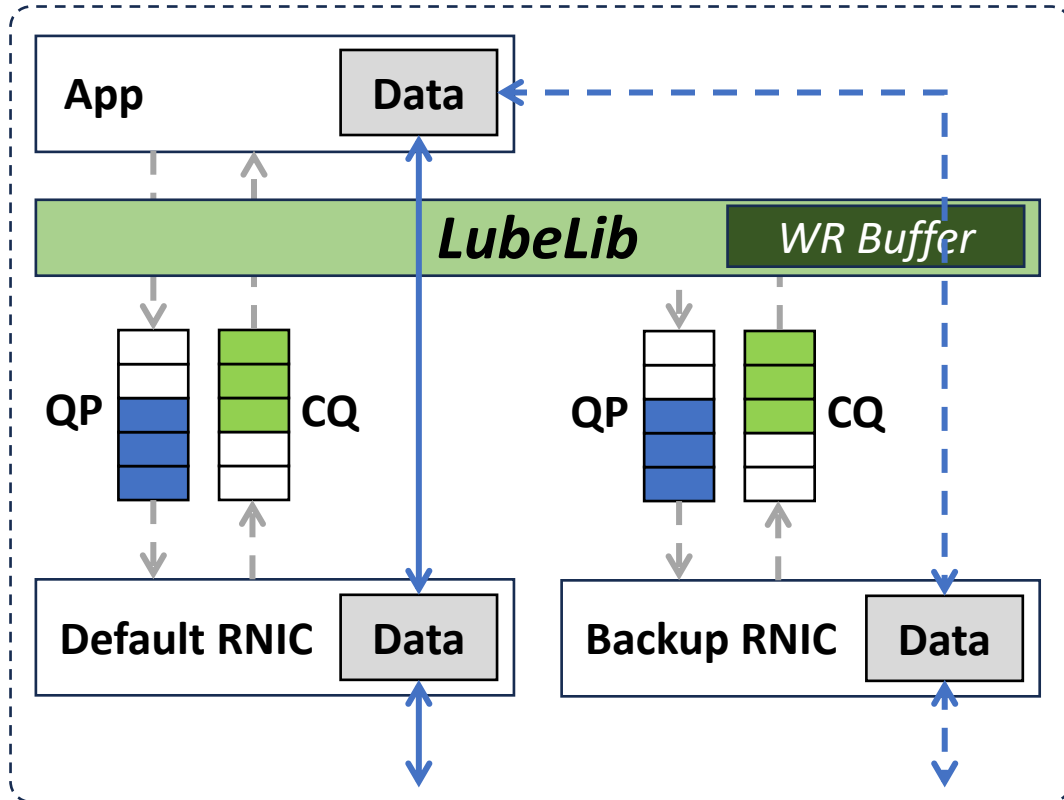 App
Data
LubeLib
WR Buffer
QP
CQ
QP
CQ
Default RNIC
Data
Backup RNIC
Data